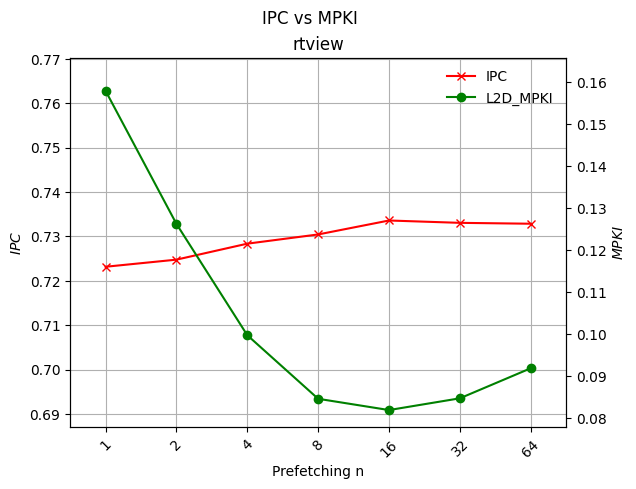 IPC vs MPKI
rtview
IPC
L2D_MPKI
0.77
0.76
0.75
0.74
0.73
0.72
0.71
0.70
0.69
IPC
0.16
0.15
0.14
0.13
0.12
0.11
0.10
0.09
0.08
MPKI
1 2 4 8 16 32 64
Prefetching n